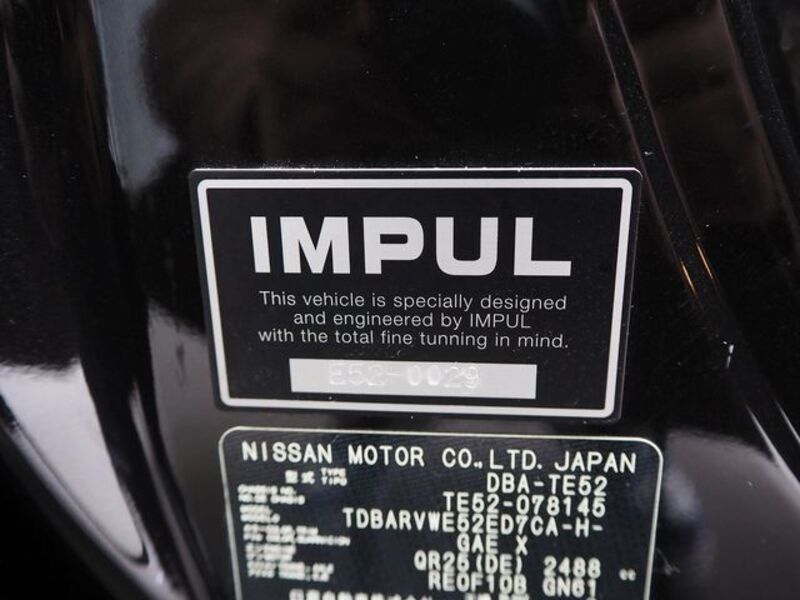 IMPUL
This vehicle is specially designed
and engineered by IMPUL
with the total fine tunning in mind.
E52-0029
NISSAN MOTOR CO.,LTD. JAPAN
型式 TYPE TIPO DBA-TE52
TE52-078145
TDBARVWE52ED7CA-H-
GAE X
QR25(DE) 2488 cc
RE0F10B GN61